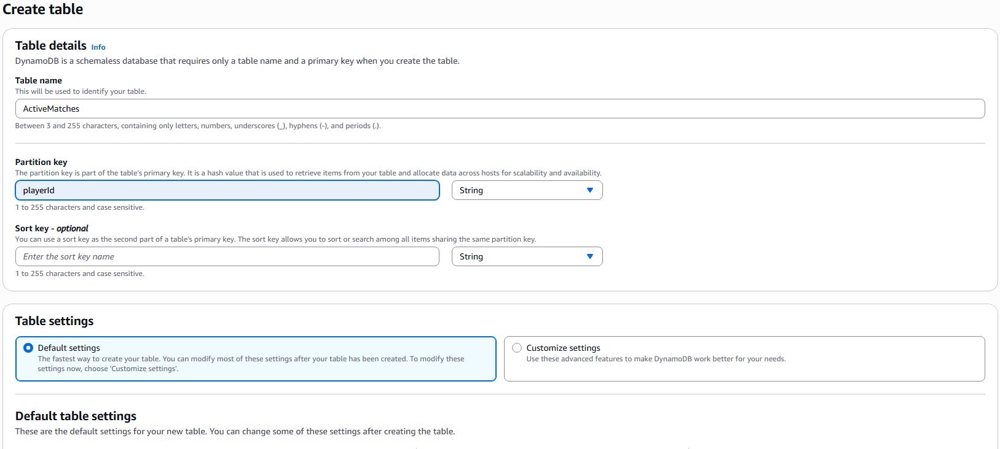 Create table
Table details Info
DynamoDB is a schemaless database that requires only a table name and a primary key when you create the table.
Table name
This will be used to identify your table.
ActiveMatches
Between 3 and 255 characters, containing only letters, numbers, underscores (_), hyphens (-), and periods (.).
Partition key
The partition key is part of the table's primary key. It is a hash value that is used to retrieve items from your table and allocate data across hosts for scalability and availability.
playerId String
1 to 255 characters and case sensitive.
Sort key - optional
You can use a sort key as the second part of a table's primary key. The sort key allows you to sort or search among all items sharing the same partition key.
Enter the sort key name String
1 to 255 characters and case sensitive.
Table settings
Default settings
The fastest way to create your table. You can modify most of these settings after your table has been created. To modify these
settings now, choose 'Customize settings'.
Customize settings
Use these advanced features to make DynamoDB work better for your needs.
Default table settings
These are the default settings for your new table. You can change some of these settings after creating the table.